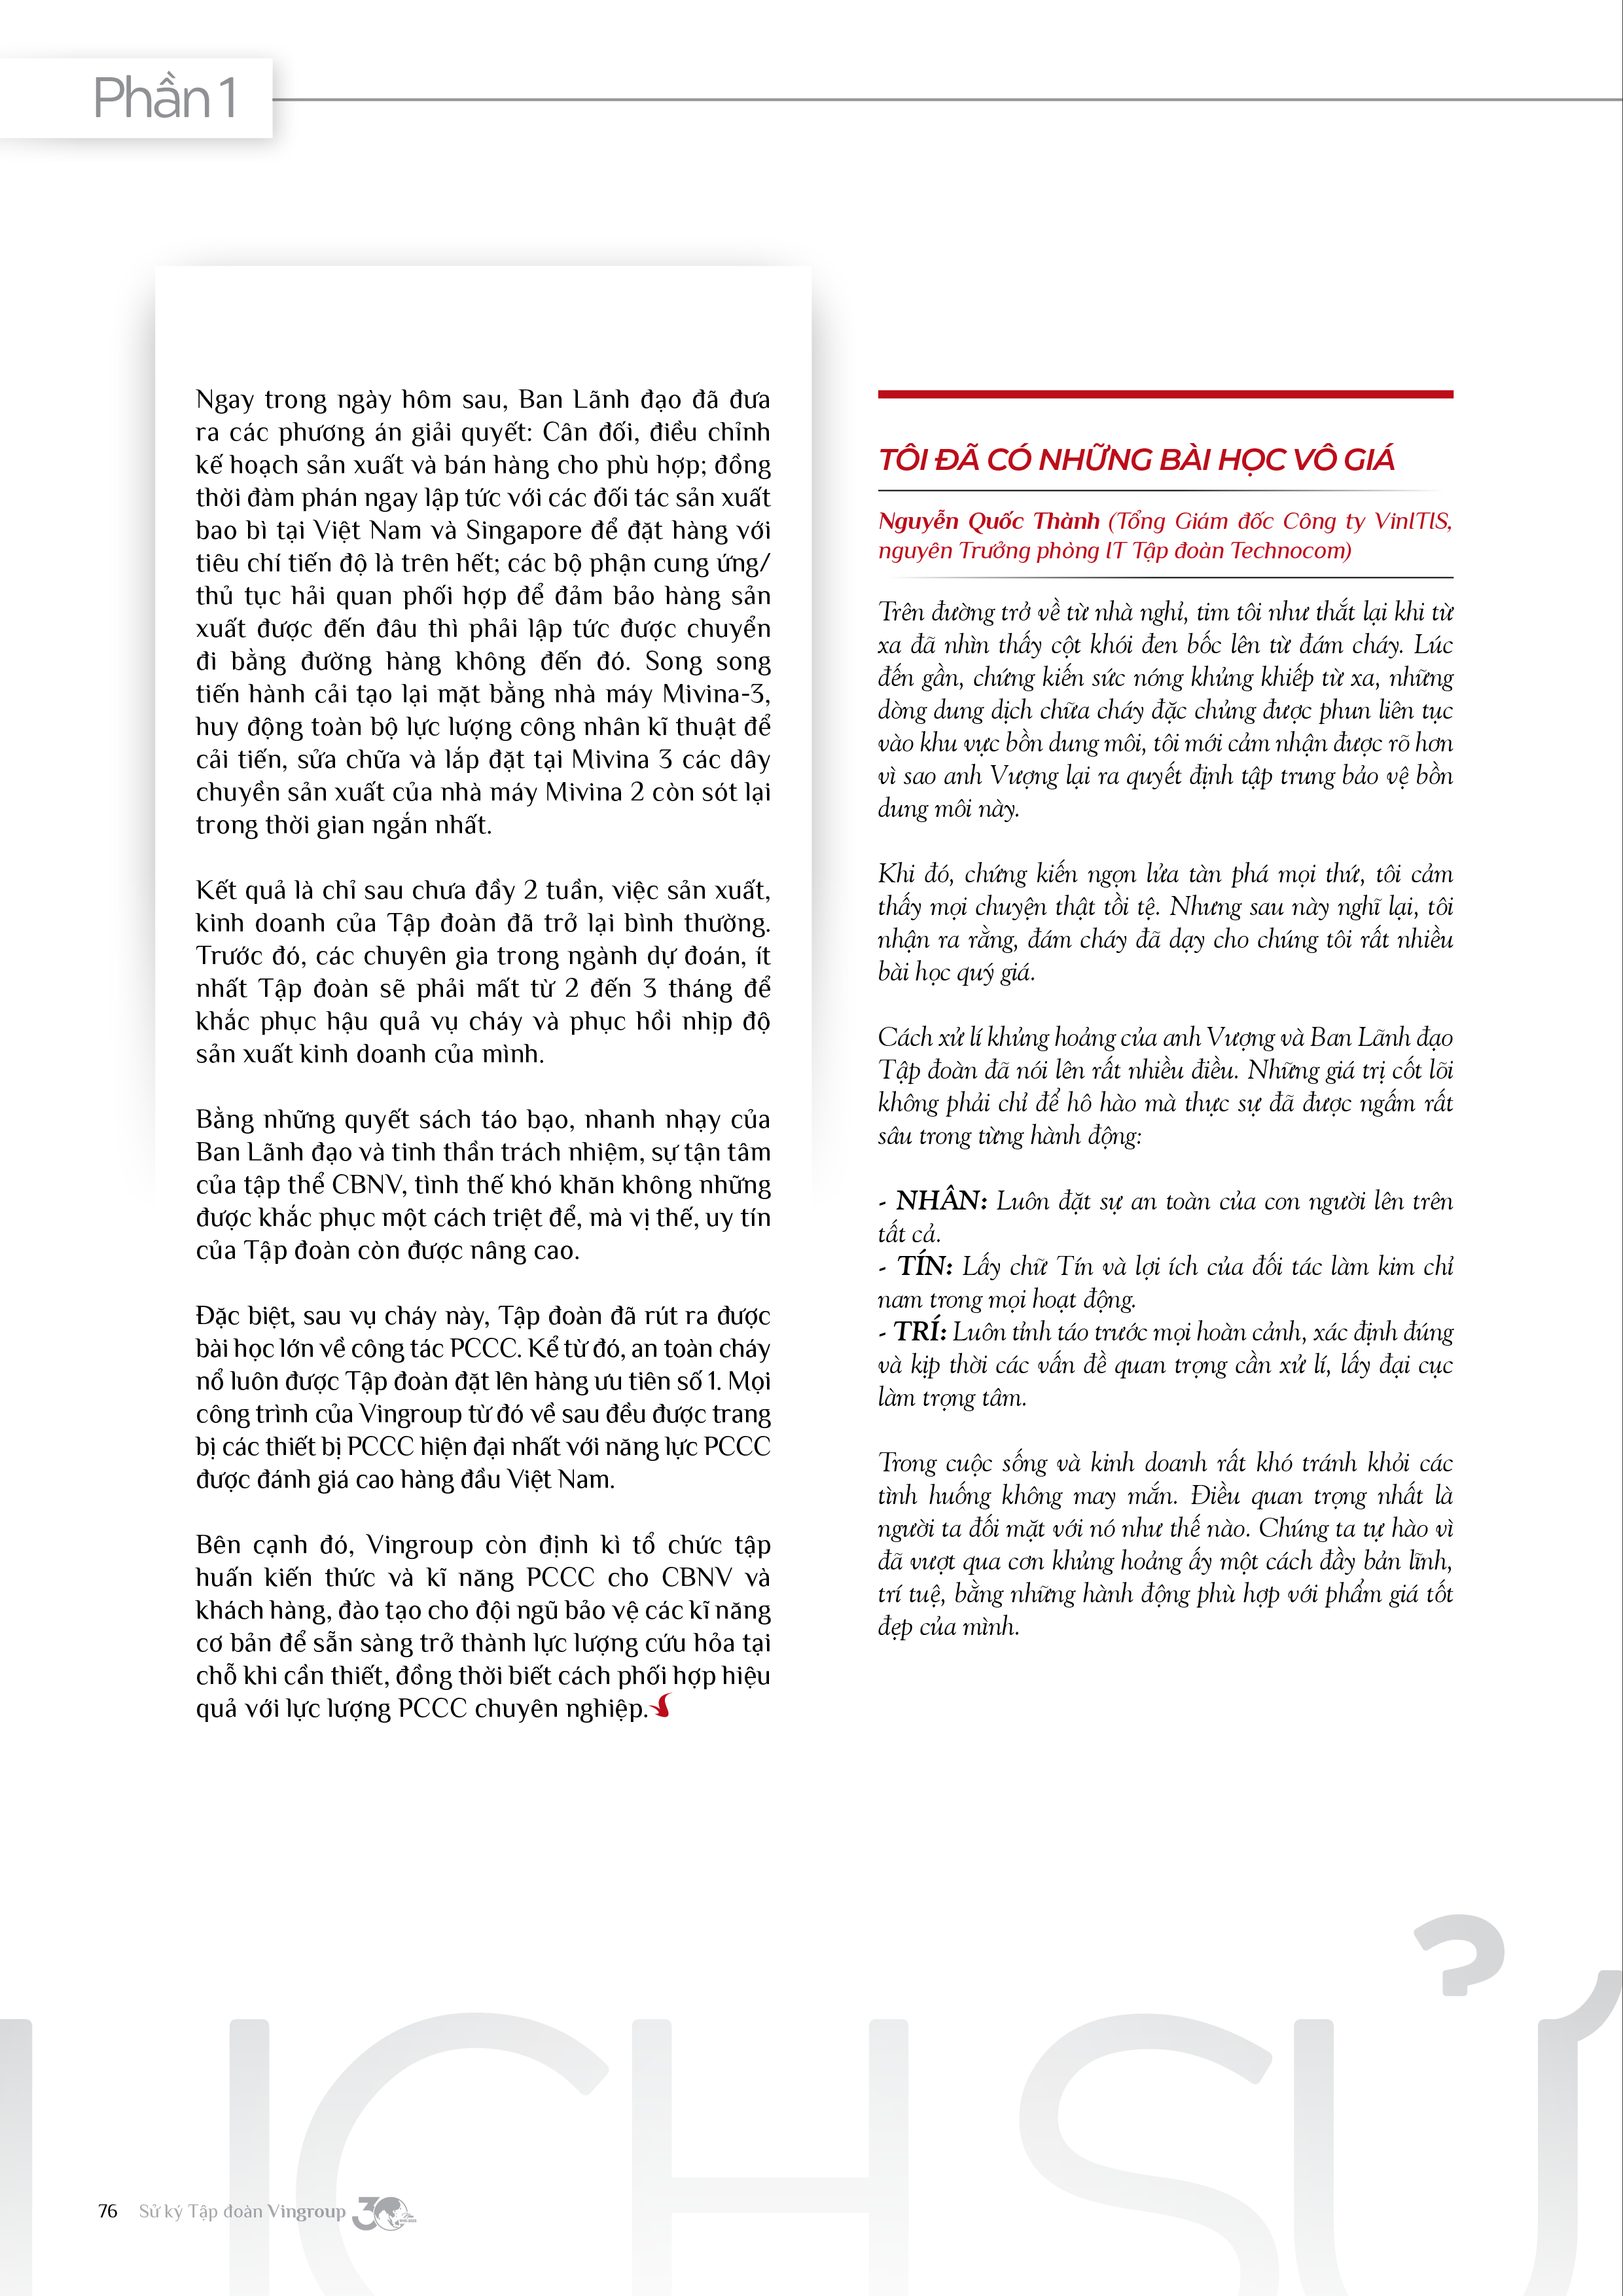 Phần 1
Ngay trong ngày hôm sau, Ban Lãnh đạo đã đưa
ra các phương án giải quyết: Cân đối, điều chỉnh
kế hoạch sản xuất và bán hàng cho phù hợp; đồng
thời đàm phán ngay lập tức với các đối tác sản xuất
bao bì tại Việt Nam và Singapore để đặt hàng với
tiêu chí tiến độ là trên hết; các bộ phận cung ứng/
thủ tục hải quan phối hợp để đảm bảo hàng sản
xuất được đến đâu thì phải lập tức được chuyển
đi bằng đường hàng không đến đó. Song song
tiến hành cải tạo lại mặt bằng nhà máy Mivina-3,
huy động toàn bộ lực lượng công nhân kĩ thuật để
cải tiến, sửa chữa và lắp đặt tại Mivina 3 các dây
chuyền sản xuất của nhà máy Mivina 2 còn sót lại
trong thời gian ngắn nhất.
Kết quả là chỉ sau chưa đầy 2 tuần, việc sản xuất,
kinh doanh của Tập đoàn đã trở lại bình thường.
Trước đó, các chuyên gia trong ngành dự đoán, ít
nhất Tập đoàn sẽ phải mất từ 2 đến 3 tháng để
khắc phục hậu quả vụ cháy và phục hồi nhịp độ
sản xuất kinh doanh của mình.
Bằng những quyết sách táo bạo, nhanh nhạy của
Ban Lãnh đạo và tinh thần trách nhiệm, sự tận tâm
của tập thể CBNV, tình thế khó khăn không những
được khắc phục một cách triệt để, mà vị thế, uy tín
của Tập đoàn còn được nâng cao.
Đặc biệt, sau vụ cháy này, Tập đoàn đã rút ra được
bài học lớn về công tác PCCC. Kể từ đó, an toàn cháy
nổ luôn được Tập đoàn đặt lên hàng ưu tiên số 1. Mọi
công trình của Vingroup từ đó về sau đều được trang
bị các thiết bị PCCC hiện đại nhất với năng lực PCCC
được đánh giá cao hàng đầu Việt Nam.
Bên cạnh đó, Vingroup còn định kì tổ chức tập
huấn kiến thức và kĩ năng PCCC cho CBNV và
khách hàng, đào tạo cho đội ngũ bảo vệ các kĩ năng
cơ bản để sẵn sàng trở thành lực lượng cứu hỏa tại
chỗ khi cần thiết, đồng thời biết cách phối hợp hiệu
quả với lực lượng PCCC chuyên nghiệp.
TÔI ĐÃ CÓ NHỮNG BÀI HỌC VÔ GIÁ
Nguyễn Quốc Thành (Tổng Giám đốc Công ty VinITIS,
nguyên Trưởng phòng IT Tập đoàn Technocom)
Trên đường trở về từ nhà nghỉ, tim tôi như thắt lại khi từ
xa đã nhìn thấy cột khói đen bốc lên từ đám cháy. Lúc
đến gần, chứng kiến sức nóng khủng khiếp từ xa, những
dòng dung dịch chữa cháy đặc chủng được phun liên tục
vào khu vực bồn dung môi, tôi mới cảm nhận được rõ hơn
vì sao anh Vượng lại ra quyết định tập trung bảo vệ bồn
dung môi này.
Khi đó, chứng kiến ngọn lửa tàn phá mọi thứ, tôi cảm
thấy mọi chuyện thật tồi tệ. Nhưng sau này nghĩ lại, tôi
nhận ra rằng, đám cháy đã dạy cho chúng tôi rất nhiều
bài học quý giá.
Cách xử lí khủng hoảng của anh Vượng và Ban Lãnh đạo
Tập đoàn đã nói lên rất nhiều điều. Những giá trị cốt lõi
không phải chỉ để hô hào mà thực sự đã được ngấm rất
sâu trong từng hành động:
- NHÂN: Luôn đặt sự an toàn của con người lên trên
tất cả.
- TÍN: Lấy chữ Tín và lợi ích của đối tác làm kim chỉ
nam trong mọi hoạt động.
- TRÍ: Luôn tỉnh táo trước mọi hoàn cảnh, xác định đúng
và kịp thời các vấn đề quan trọng cần xử lí, lấy đại cục
làm trọng tâm.
Trong cuộc sống và kinh doanh rất khó tránh khỏi các
tình huống không may mắn. Điều quan trọng nhất là
người ta đối mặt với nó như thế nào. Chúng ta tự hào vì
đã vượt qua cơn khủng hoảng ấy một cách đầy bản lĩnh,
trí tuệ, bằng những hành động phù hợp với phẩm giá tốt
đẹp của mình.
LỊCH SỬ
76 Sử ký Tập đoàn Vingroup 30